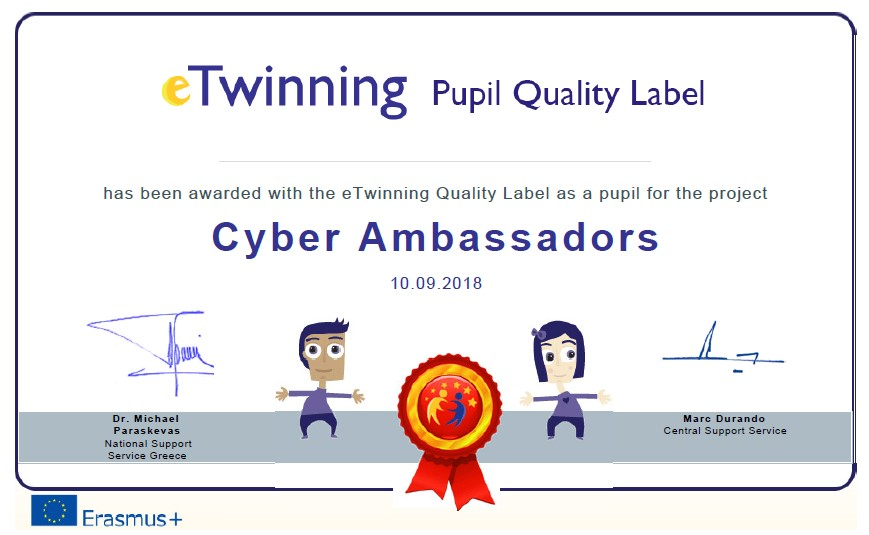 eTwinning Pupil Quality Label
has been awarded with the eTwinning Quality Label as a pupil for the project
Cyber Ambassadors
10.09.2018
Dr. Michael
Paraskevas
National Support
Service Greece
Marc Durando
Central Support Service
Erasmus+